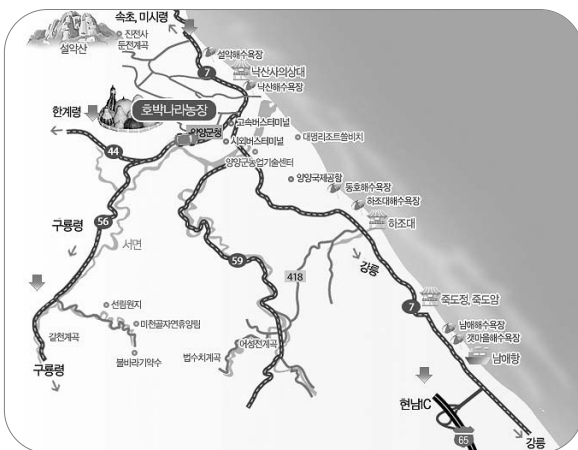 속초, 미시령
진전사
둔전계곡
설악산
설악해수욕장
7
낙산사의상대
낙산해수욕장
호박나라농장
한계령
고속버스터미널
양양군청
시외버스터미널
대명리조트쏠비치
44
양양군농업기술센터
양양국제공항
동호해수욕장
하조대해수욕장
56
하조대
구룡령
서면
59
강릉
418
7
죽도정, 죽도암
선림원지
남애해수욕장
미천골자연휴양림
갯마을해수욕장
갈천계곡
어성전계곡
남애항
불바라기약수
법수치계곡
구룡령
현남IC
65
강릉